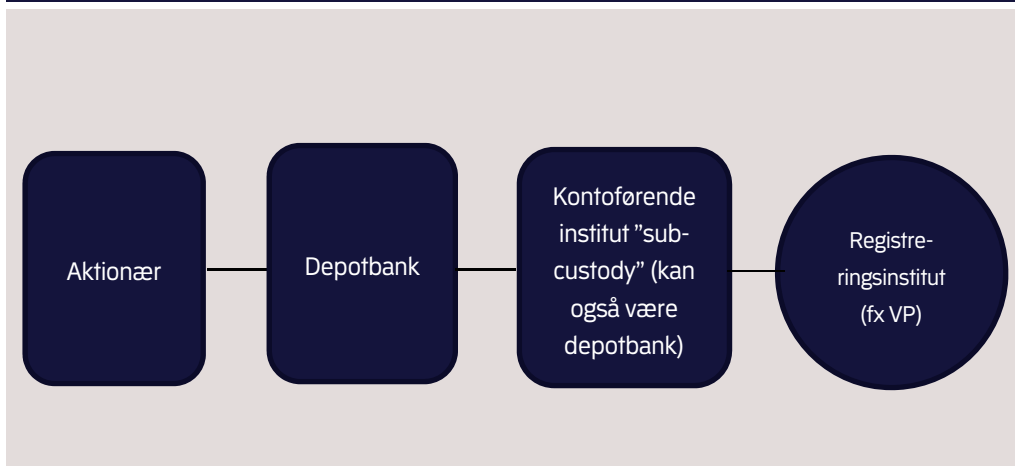 Aktionær
Depotbank
Kontoførende
institut ”sub-
custody” (kan
også være
depotbank)
Registre-
ringsinstitut
(fx VP)